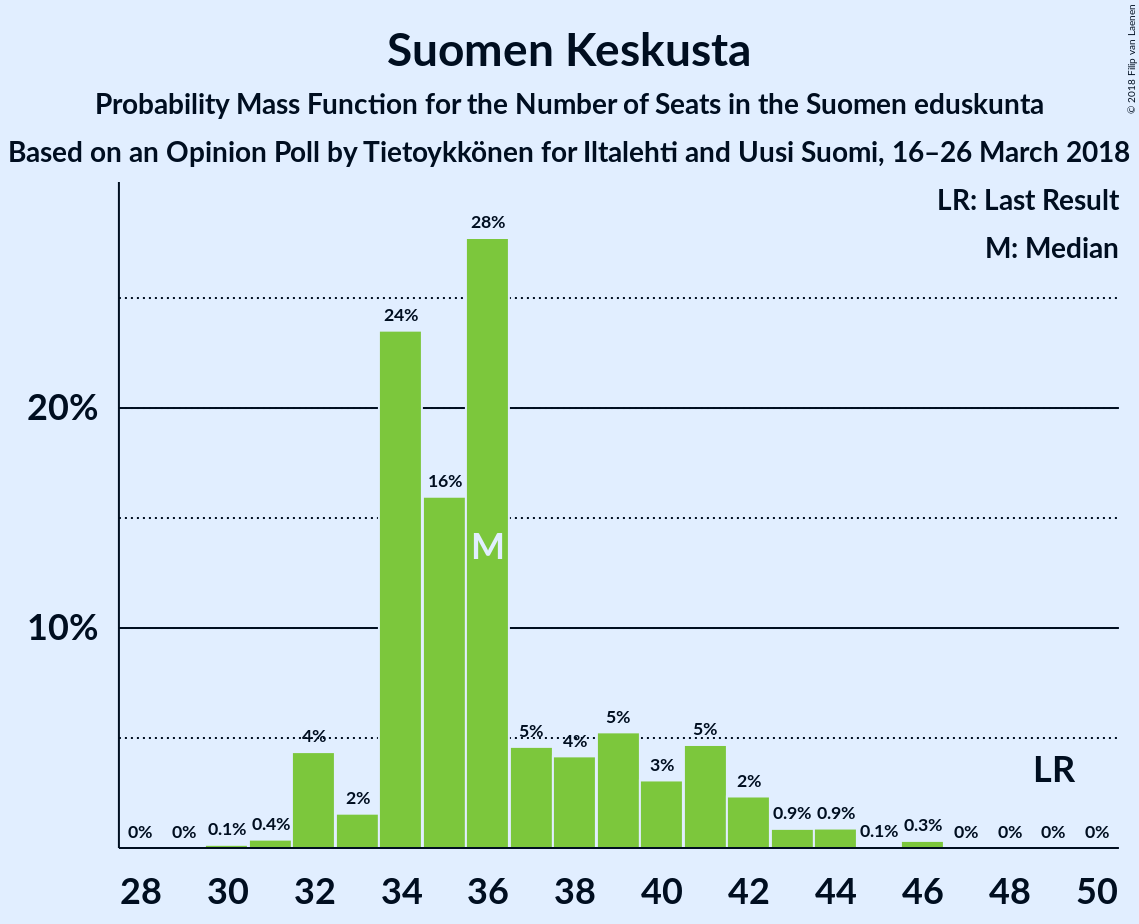 Suomen Keskusta
Probability Mass Function for the Number of Seats in the Suomen eduskunta
Based on an Opinion Poll by Tietoykkönen for Iltalehti and Uusi Suomi, 16–26 March 2018
© 2018 Filip van Laenen
LR: Last Result
M: Median
20%
10%
0% 0% 0.1% 0.4% 4% 2% 24% 16% 28% 5% 4% 5% 3% 5% 2% 0.9% 0.9% 0.1% 0.3% 0% 0% 0% 0%
M
LR
28 30 32 34 36 38 40 42 44 46 48 50